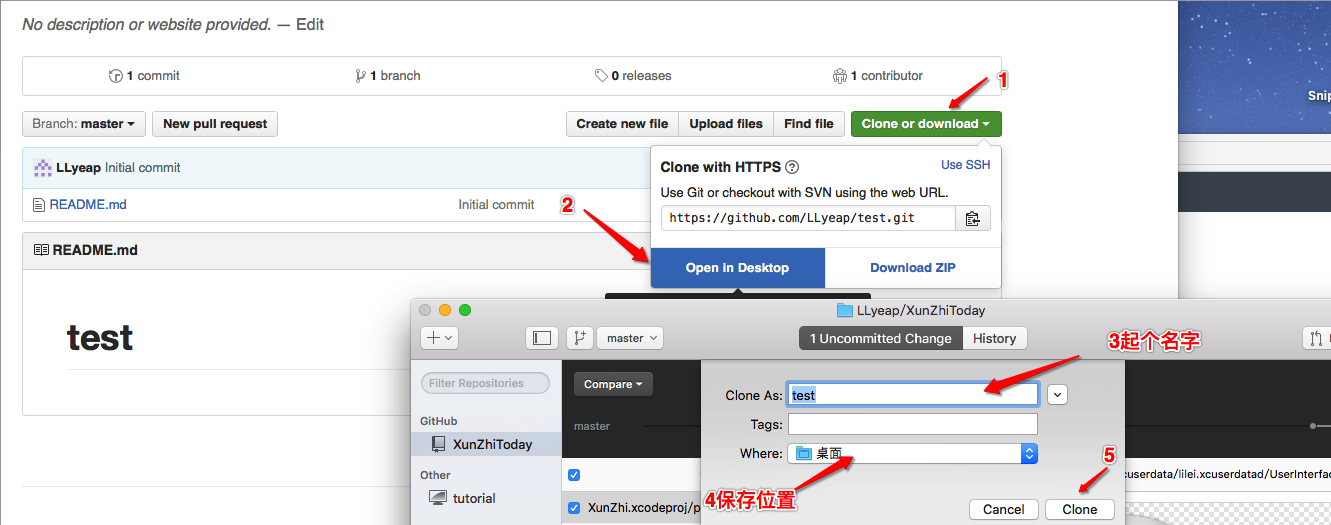 No description or website provided. — Edit
1 commit
1 branch
0 releases
1 contributor
1
Snip
Branch: master
New pull request
Create new file
Upload files
Find file
Clone or download
LLyeap Initial commit
Clone with HTTPS
Use SSH
README.md
Initial commit
Use Git or checkout with SVN using the web URL.
2
https://github.com/LLyeap/test.git
README.md
Open in Desktop
Download ZIP
test
LLyeap/XunZhiToday
master
1 Uncommitted Change
History
3起个名字
Filter Repositories
Compare
Clone As:
test
GitHub
master
Tags:
XunZhiToday
Where:
桌面
5
Other
cuserdata/lilei.xcuserdatad/UserInterfac
tutorial
4保存位置
XunZhi.xcodeproj/p
Cancel
Clone